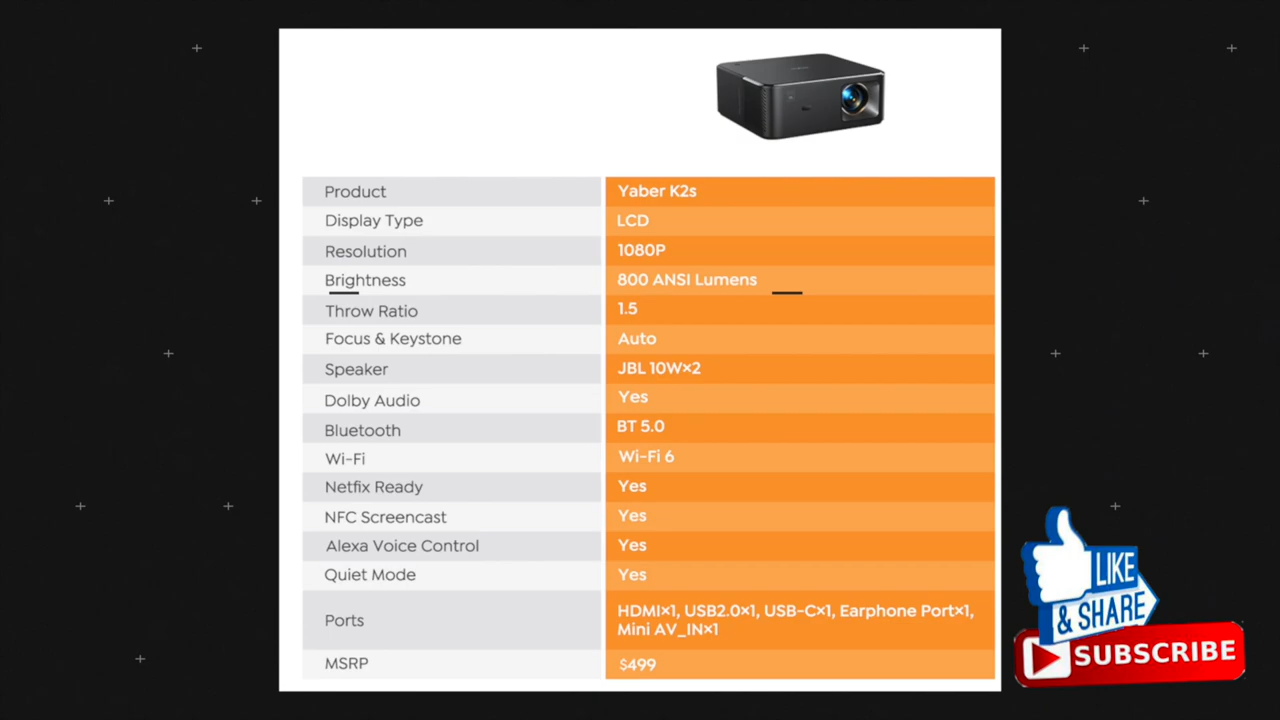 Product Yaber K2s
Display Type LCD
Resolution 1080P
Brightness 800 ANSI Lumens
Throw Ratio 1.5
Focus & Keystone Auto
Speaker JBL 10W×2
Dolby Audio Yes
Bluetooth BT 5.0
Wi-Fi Wi-Fi 6
Netfix Ready Yes
NFC Screencast Yes
Alexa Voice Control Yes
Quiet Mode Yes
Ports HDMI×1, USB2.0×1, USB-C×1, Earphone Port×1,
Mini AV_IN×1
MSRP $499
LIKE
& SHARE
SUBSCRIBE